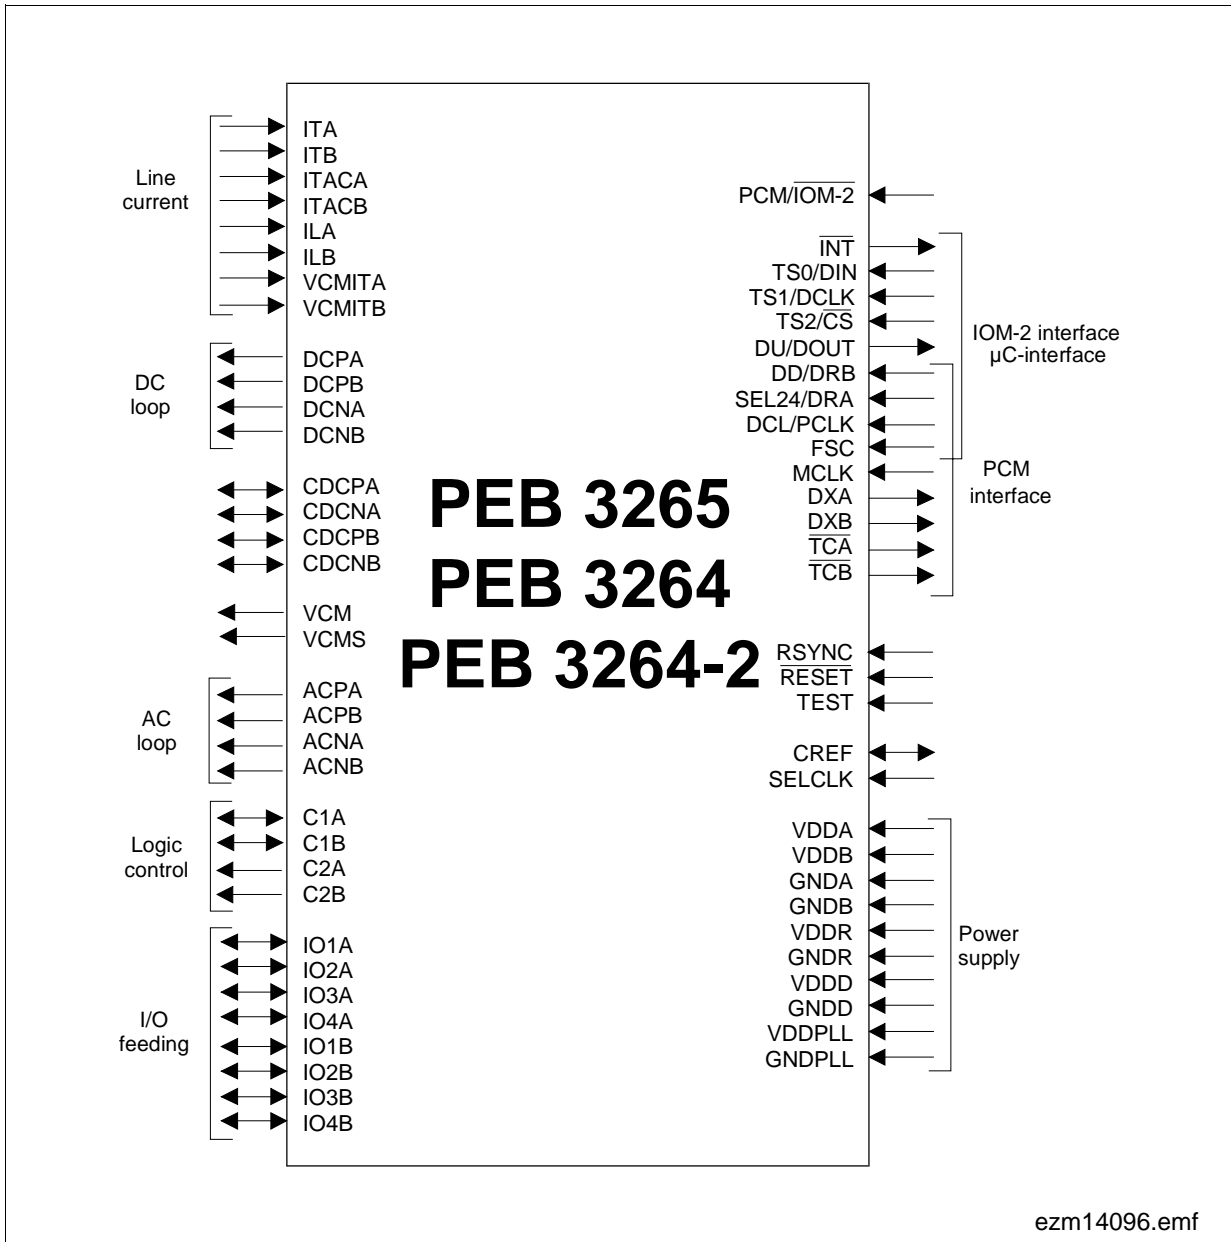 Line
current
ITA
ITB
ITACA
ITACB
ILA
ILB
VCMITA
VCMITB
DC
loop
DCPA
DCPB
DCNA
DCNB
CDCPA
CDCNA
CDCPB
CDCNB
VCM
VCMS
AC
loop
ACPA
ACPB
ACNA
ACNB
Logic
control
C1A
C1B
C2A
C2B
I/O
feeding
IO1A
IO2A
IO3A
IO4A
IO1B
IO2B
IO3B
IO4B
PEB 3265
PEB 3264
PEB 3264-2
PCM/IOM-2
INT
TS0/DIN
TS1/DCLK
TS2/CS
DU/DOUT
DD/DRB
SEL24/DRA
DCL/PCLK
FSC
MCLK
DXA
DXB
TCA
TCB
IOM-2 interface
µC-interface
PCM
interface
RSYNC
RESET
TEST
CREF
SELCLK
VDDA
VDDB
GNDA
GNDB
VDDR
GNDR
VDDD
GNDD
VDDPLL
GNDPLL
Power
supply
ezm14096.emf